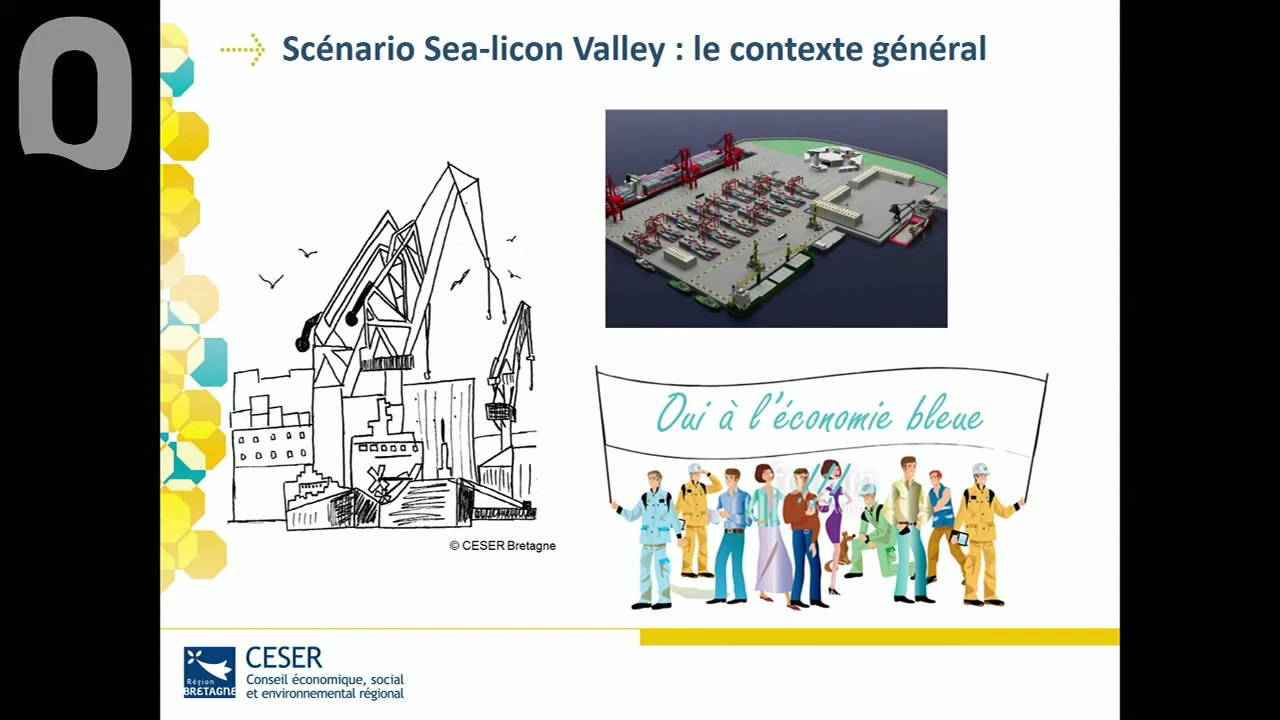 Scénario Sea-licon Valley : le contexte général
Oui à l'économie bleue
© CESER Bretagne
Région
BRETAGNE
CESER
Conseil économique, social
et environnemental régional